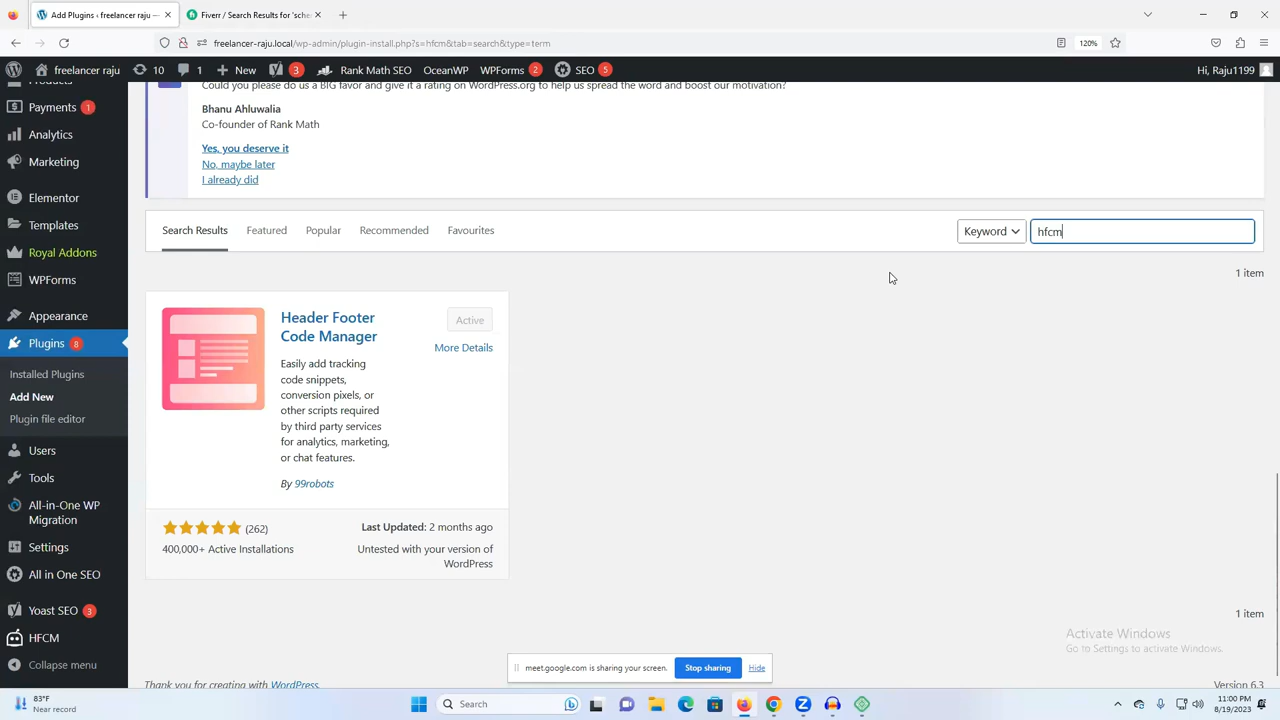 Add Plugins ‹ freelancer raju —
Fiverr / Search Results for 'sche
freelancer-raju.local/wp-admin/plugin-install.php?s=hfcm&tab=search&type=term
120%
freelancer raju
10
1
New
3
Rank Math SEO
OceanWP
WPForms 2
SEO 5
Hi, Raju1199
Products
Payments 1
Analytics
Marketing
Elementor
Templates
Royal Addons
WPForms
Appearance
Plugins 8
Installed Plugins
Add New
Plugin file editor
Users
Tools
All-in-One WP
Migration
Settings
All in One SEO
Yoast SEO 3
HFCM
Collapse menu
Could you please do us a BIG favor and give it a rating on WordPress.org to help us spread the word and boost our motivation?
Bhanu Ahluwalia
Co-founder of Rank Math
Yes, you deserve it
No, maybe later
I already did
Search Results
Featured
Popular
Recommended
Favourites
Keyword
hfcm
1 item
Header Footer
Code Manager
Active
More Details
Easily add tracking
code snippets,
conversion pixels, or
other scripts required
by third party services
for analytics, marketing,
or chat features.
By 99robots
(262)
Last Updated: 2 months ago
400,000+ Active Installations
Untested with your version of
WordPress
1 item
Activate Windows
Go to Settings to activate Windows.
meet.google.com is sharing your screen.
Stop sharing
Hide
Thank you for creating with WordPress.
Version 6.3
83°F
Near record
Search
11:00 PM
8/19/2023